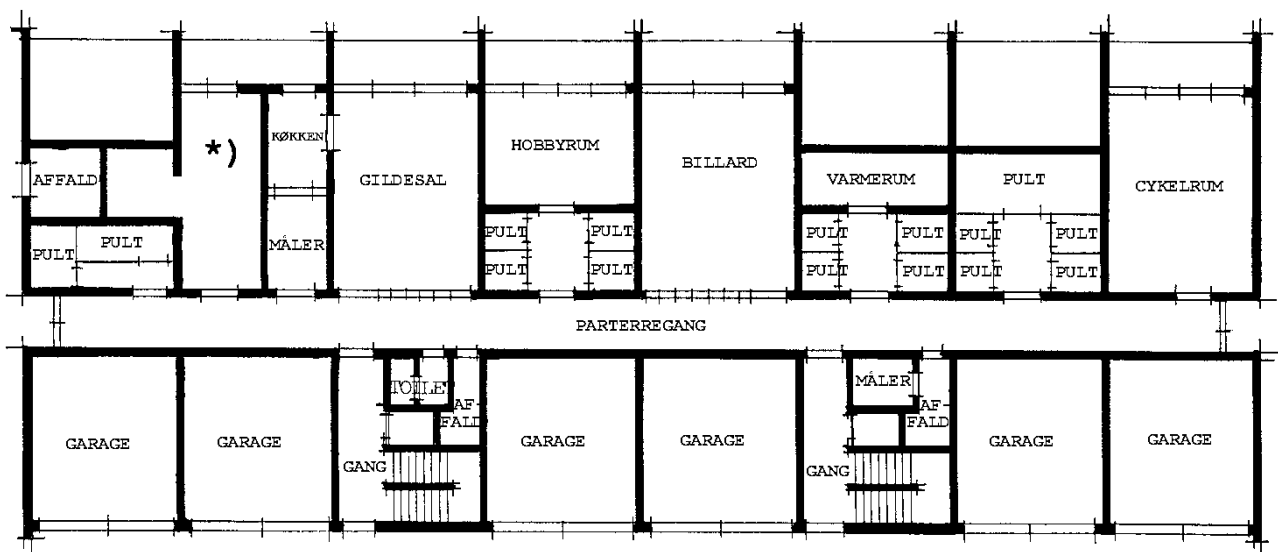 *)
KØKKEN
HOBBYRUM
BILLARD
AFFALD
GILDESAL
VARMERUM
PULT
CYKELRUM
PULT
PULT
MÅLER
PULT
PULT
PULT
PULT
PULT
PULT
PULT
PULT
PULT
PULT
PULT
PULT
PARTERREGANG
TOILET
MÅLER
AF-
FALD
AF-
FALD
GARAGE
GARAGE
GANG
GARAGE
GARAGE
GANG
GARAGE
GARAGE